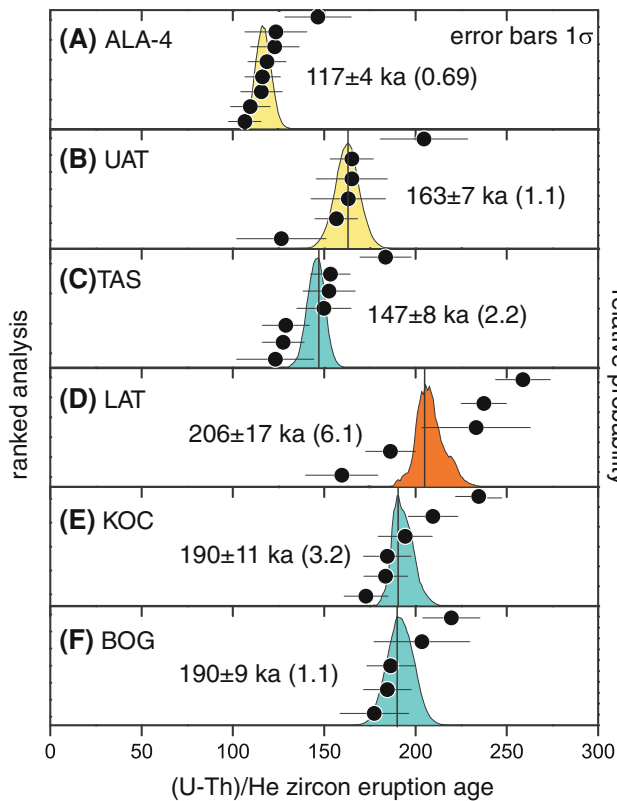 (A) ALA-4 error bars 1σ
117±4 ka (0.69)
(B) UAT
163±7 ka (1.1)
(C) TAS
147±8 ka (2.2)
(D) LAT
206±17 ka (6.1)
(E) KOC
190±11 ka (3.2)
(F) BOG
190±9 ka (1.1)
ranked analysis
relative probability
0 50 100 150 200 250 300
(U-Th)/He zircon eruption age